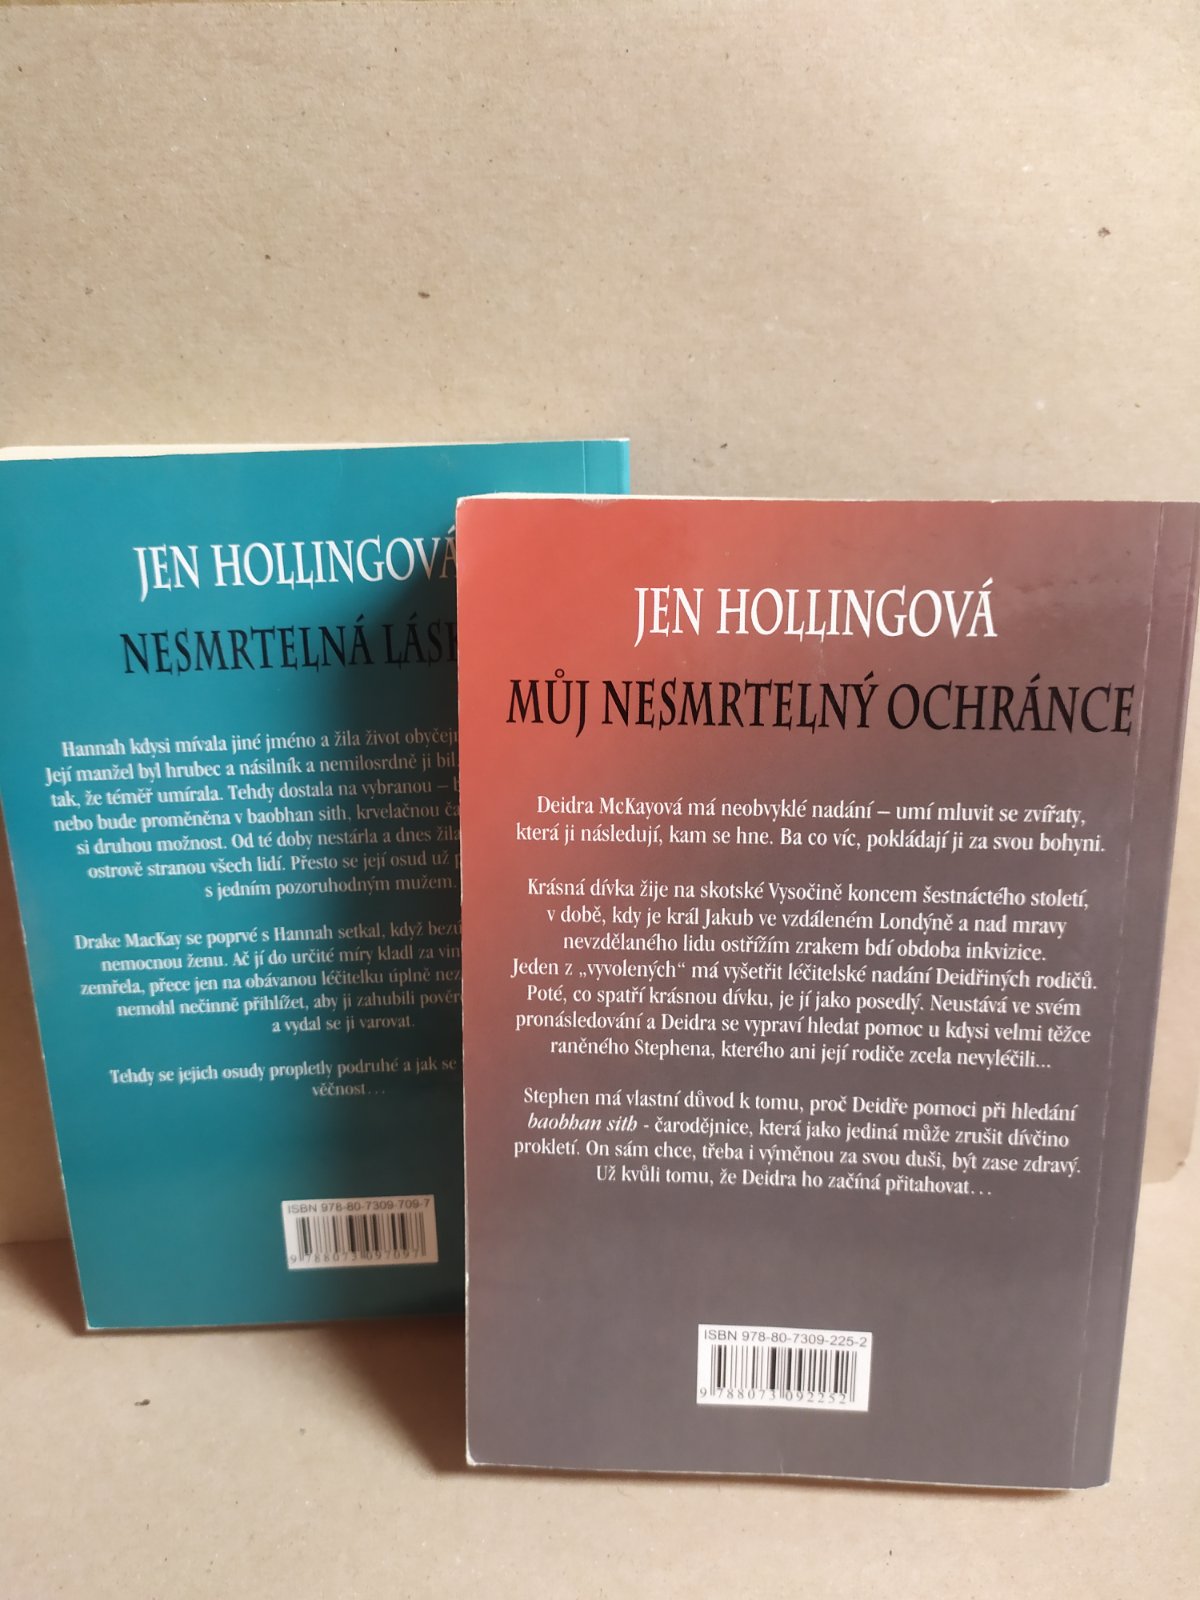 JEN HOLLINGOVÁ
NESMRTELNÁ
Hannah kdysi mívala jiné jméno a žila život
Její manžel byl hrubec a násilník a nemilosrdně ji bil
tak, že téměř umírala. Tehdy dostala na vybranou –
nebo bude proměněna v baobhan sith, krvelačnou
si druhou možnost. Od té doby nestárla a dnes žila
ostrově stranou všech lidí. Přesto se její osud už
s jedním pozoruhodným mužem.
Drake MacKay se poprvé s Hannah setkal, když
nemocnou ženu. Ač jí do určité míry kladl za
zemřela, přece jen na obávanou léčitelku úplně
nemohl nečinně přihlížet, aby ji zahubili
a vydal se ji varovat.
Tehdy se jejich osudy propletly podruhé a jak se
věčnost...
ISBN 978-80-7309-709-7
9 788073 097097
JEN HOLLINGOVÁ
MŮJ NESMRTELNÝ OCHRÁNCE
Deidra McKayová má neobvyklé nadání – umí mluvit se zvířaty,
která ji následují, kam se hne. Ba co víc, pokládají ji za svou bohyni.
Krásná dívka žije na skotské Vysočině koncem šestnáctého století,
v době, kdy je král Jakub ve vzdáleném Londýně a nad mravy
nevzdělaného lidu ostřížím zrakem bdí obdoba inkvizice.
Jeden z „vyvolených“ má vyšetřit léčitelské nadání Deidřiných rodičů.
Poté, co spatří krásnou dívku, je jí jako posedlý. Neustává ve svém
pronásledování a Deidra se vypraví hledat pomoc u kdysi velmi těžce
raněného Stephena, kterého ani její rodiče zcela nevyléčili...
Stephen má vlastní důvod k tomu, proč Deidře pomoci při hledání
baobhan sith - čarodějnice, která jako jediná může zrušit dívčino
prokletí. On sám chce, třeba i výměnou za svou duši, být zase zdravý.
Už kvůli tomu, že Deidra ho začíná přitahovat...
ISBN 978-80-7309-225-2
9 788073 092252